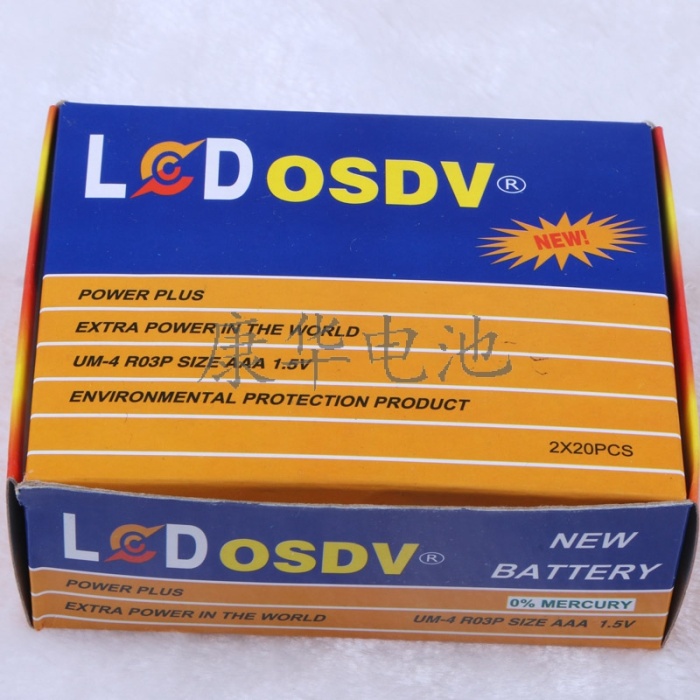 LCD OSDV®
NEW!
POWER PLUS
EXTRA POWER IN THE WORLD
UM-4 R03P SIZE AAA 1.5V
康华电池
ENVIRONMENTAL PROTECTION PRODUCT
2X20PCS
LCD OSDV®
NEW
BATTERY
POWER PLUS
0% MERCURY
EXTRA POWER IN THE WORLD
UM-4 R03P SIZE AAA 1.5V